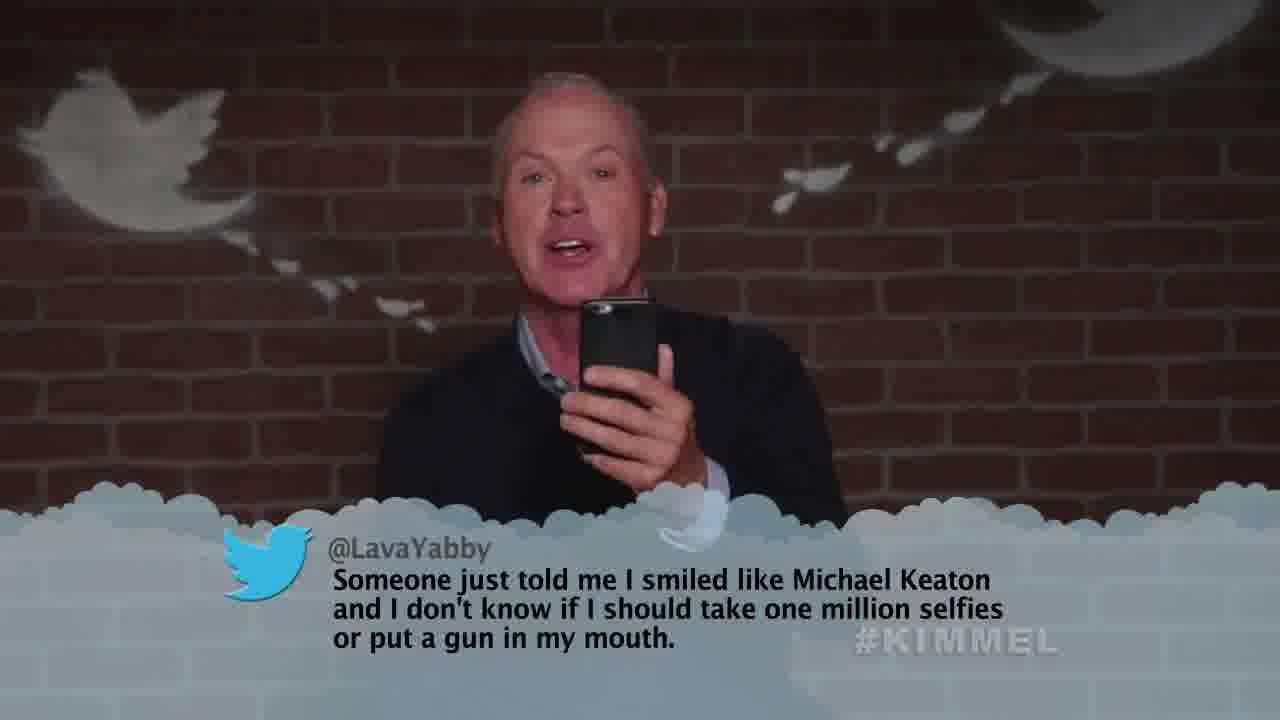 @LavaYabby
Someone just told me I smiled like Michael Keaton
and I don't know if I should take one million selfies
or put a gun in my mouth.
#KIMMEL